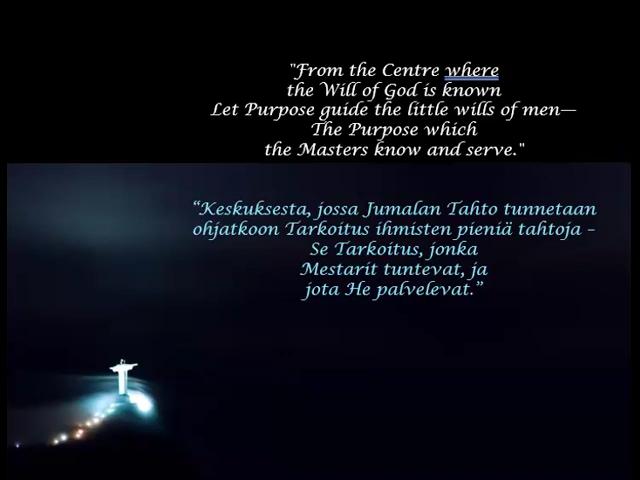 "From the Centre where
the Will of God is known
Let Purpose guide the little wills of men—
The Purpose which
the Masters know and serve."
“Keskuksesta, jossa Jumalan Tahto tunnetaan
ohjatkoon Tarkoitus ihmisten pieniä tahtoja –
Se Tarkoitus, jonka
Mestarit tuntevat, ja
jota He palvelevat.”